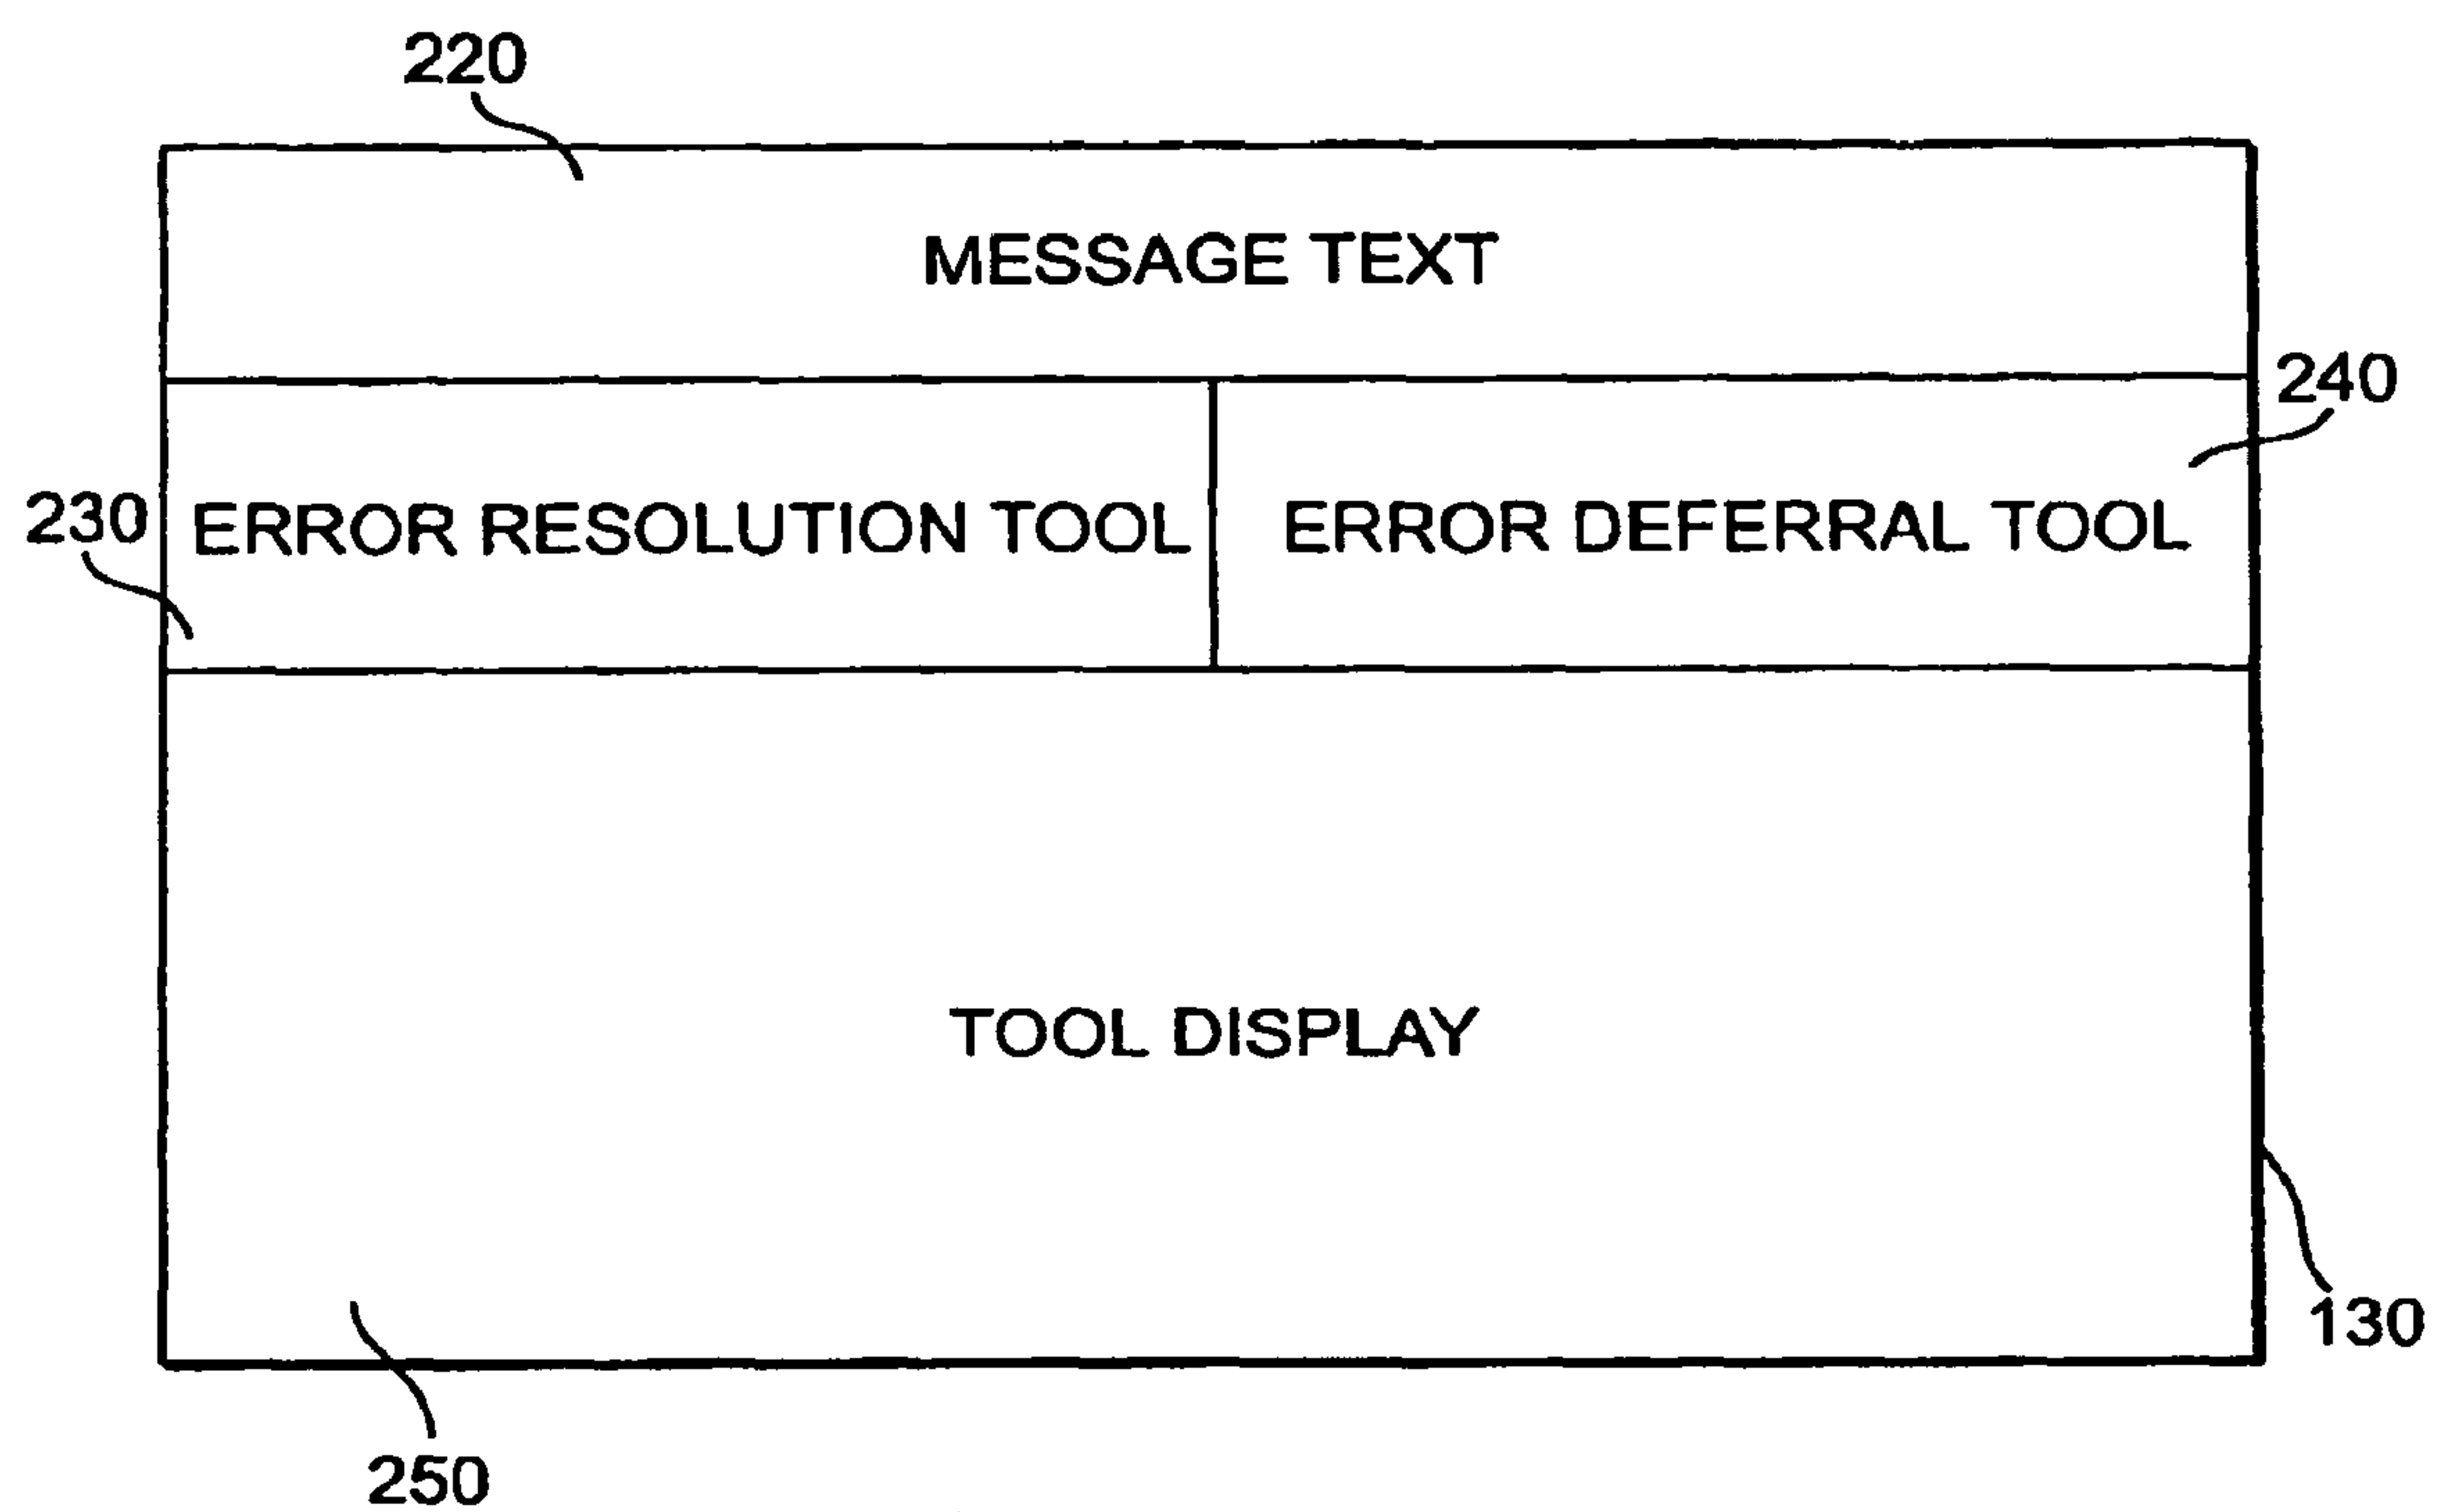 220
MESSAGE TEXT
240
230
ERROR RESOLUTION TOOL
ERROR DEFERRAL TOOL
TOOL DISPLAY
130
250